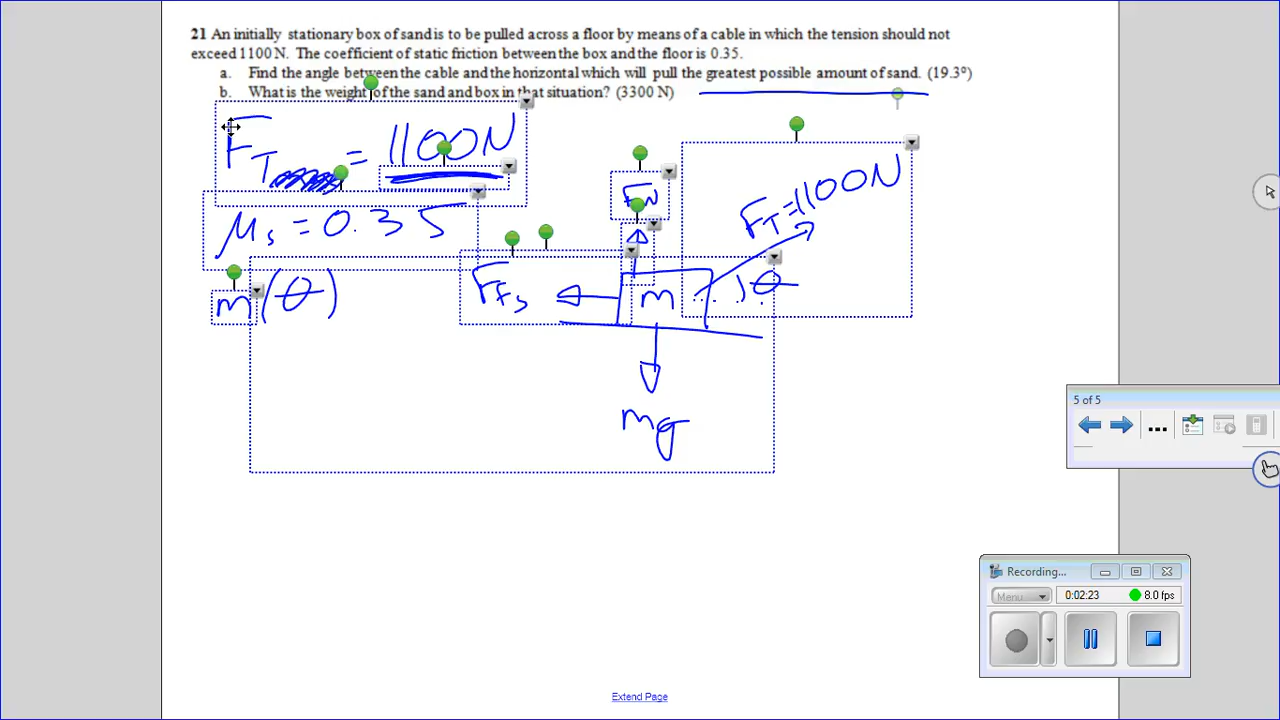 21 An initially stationary box of sand is to be pulled across a floor by means of a cable in which the tension should not
exceed 1100 N. The coefficient of static friction between the box and the floor is 0.35.
a. Find the angle between the cable and the horizontal which will pull the greatest possible amount of sand. (19.3º)
b. What is the weight of the sand and box in that situation? (3300 N)
FT = 1100N
μs = 0.35
m(θ)
FN
FT=1100N
θ
Ffs
m
mg
5 of 5
...
Recording...
Menu
0:02:23
8.0 fps
Extend Page